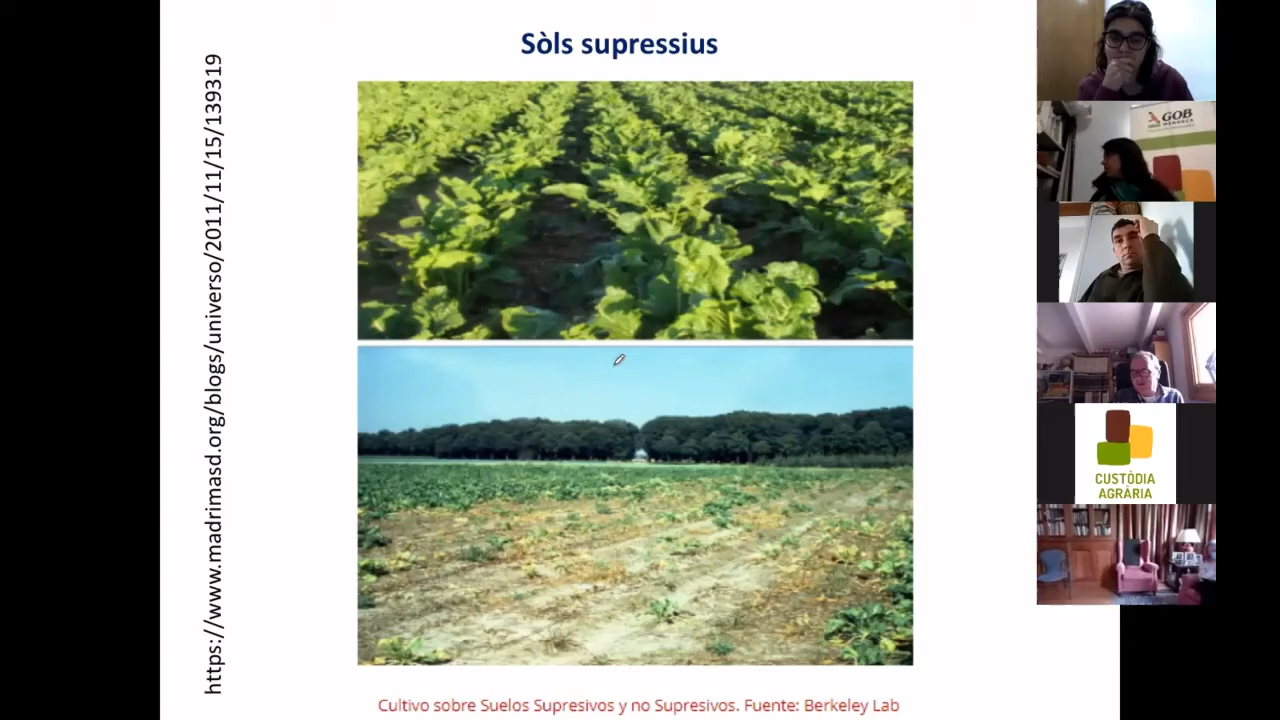 Sòls supressius
https://www.madrimasd.org/blogs/universo/2011/11/15/139319
Cultivo sobre Suelos Supresivos y no Supresivos. Fuente: Berkeley Lab
GOB
MENORCA
CUSTÒDIA
AGRÀRIA